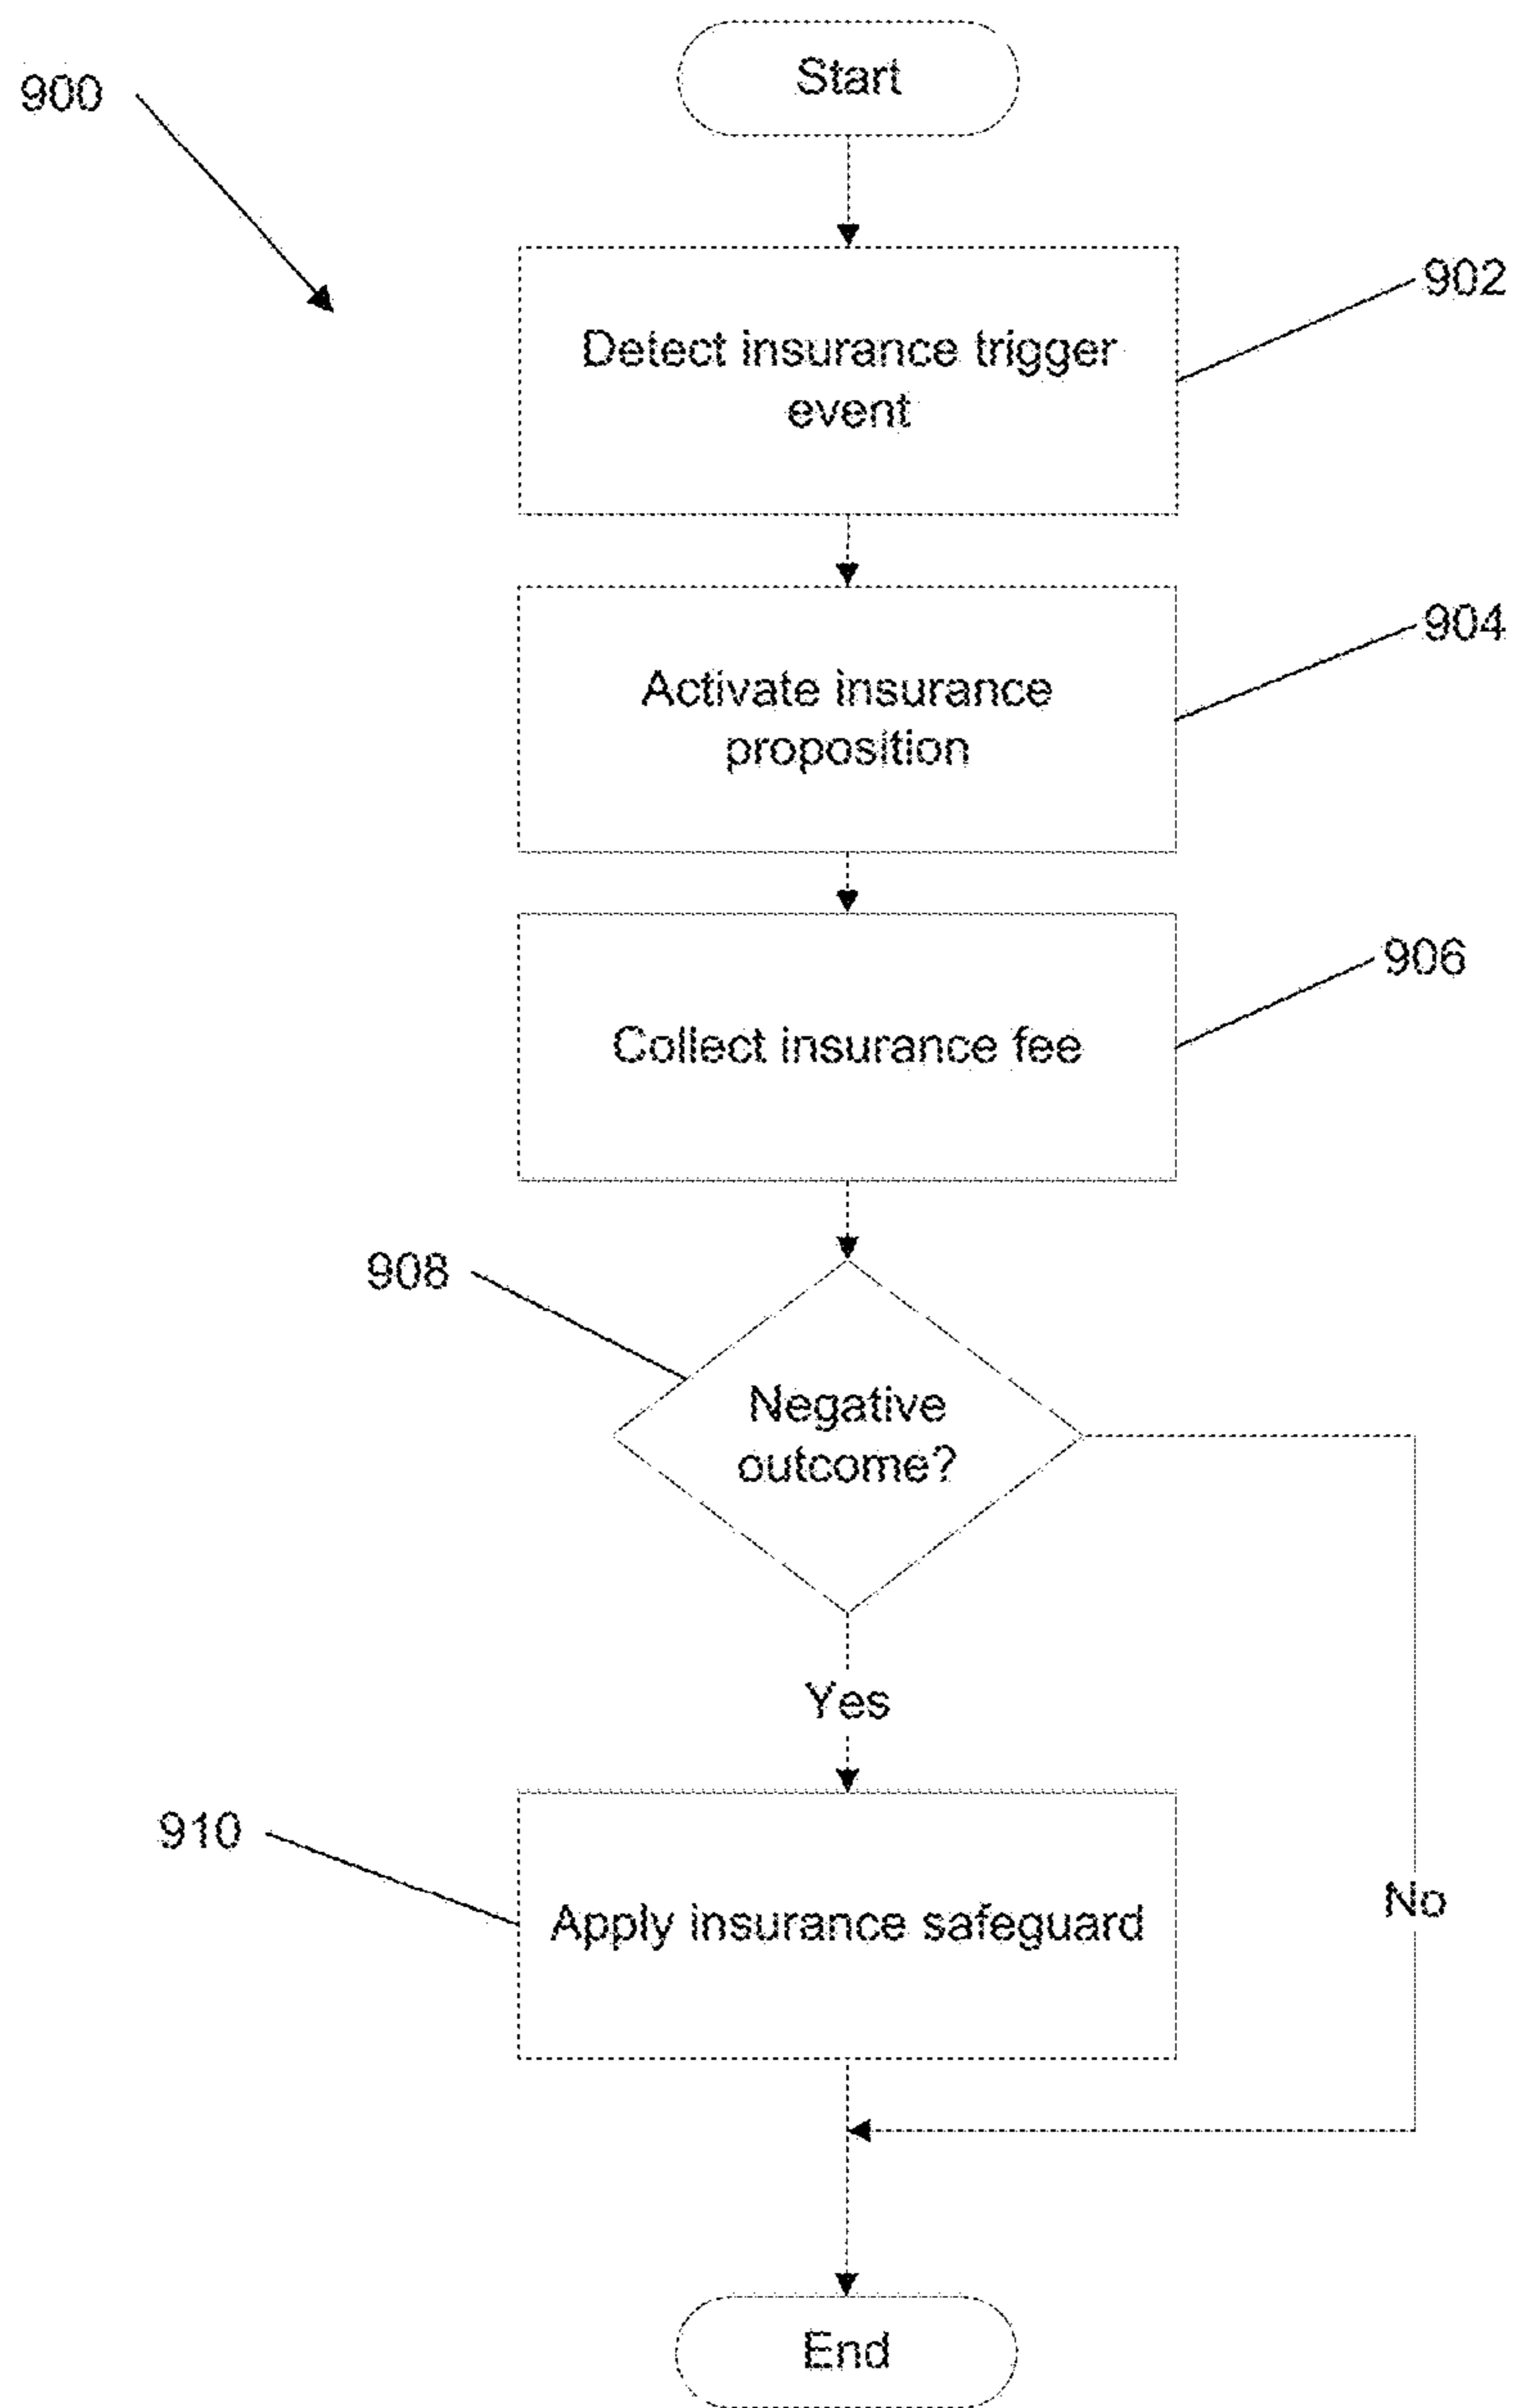 Start
900
902
Detect insurance trigger
event
904
Activate insurance
proposition
906
Collect insurance fee
908
Negative
outcome?
Yes
910
Apply insurance safeguard
No
End